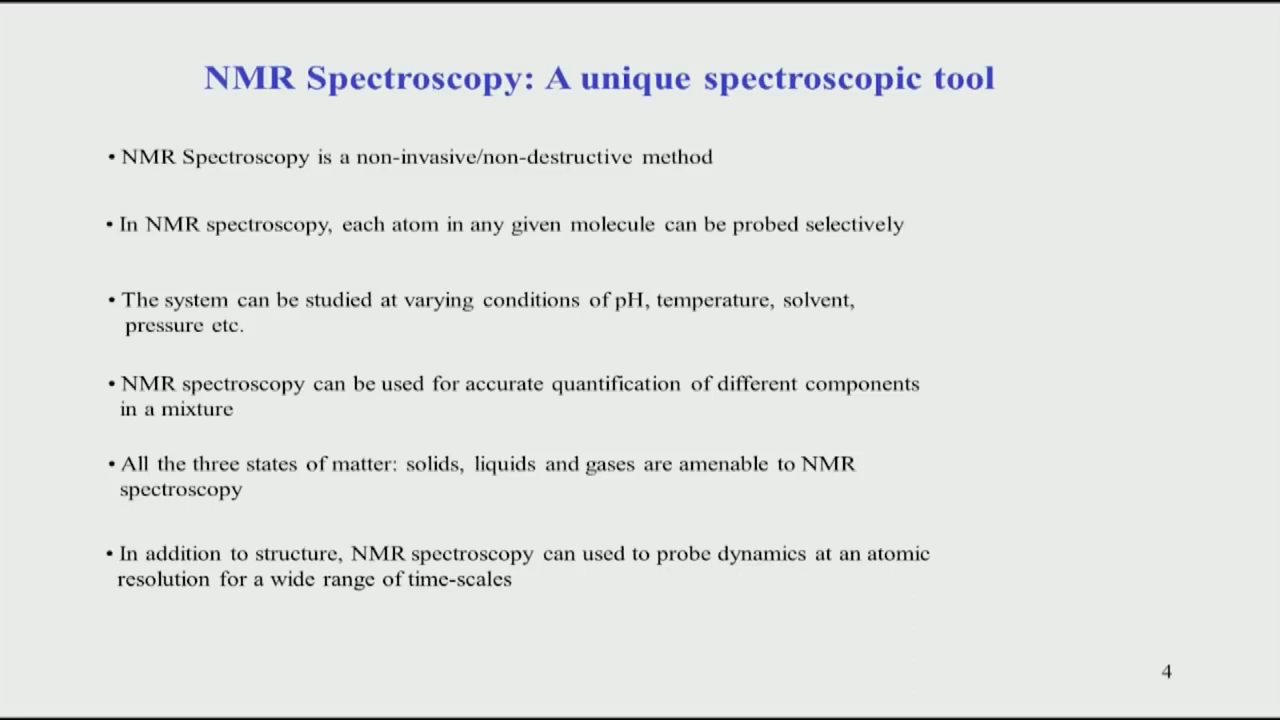 NMR Spectroscopy: A unique spectroscopic tool
• NMR Spectroscopy is a non-invasive/non-destructive method
• In NMR spectroscopy, each atom in any given molecule can be probed selectively
• The system can be studied at varying conditions of pH, temperature, solvent,
pressure etc.
• NMR spectroscopy can be used for accurate quantification of different components
in a mixture
• All the three states of matter: solids, liquids and gases are amenable to NMR
spectroscopy
• In addition to structure, NMR spectroscopy can used to probe dynamics at an atomic
resolution for a wide range of time-scales
4